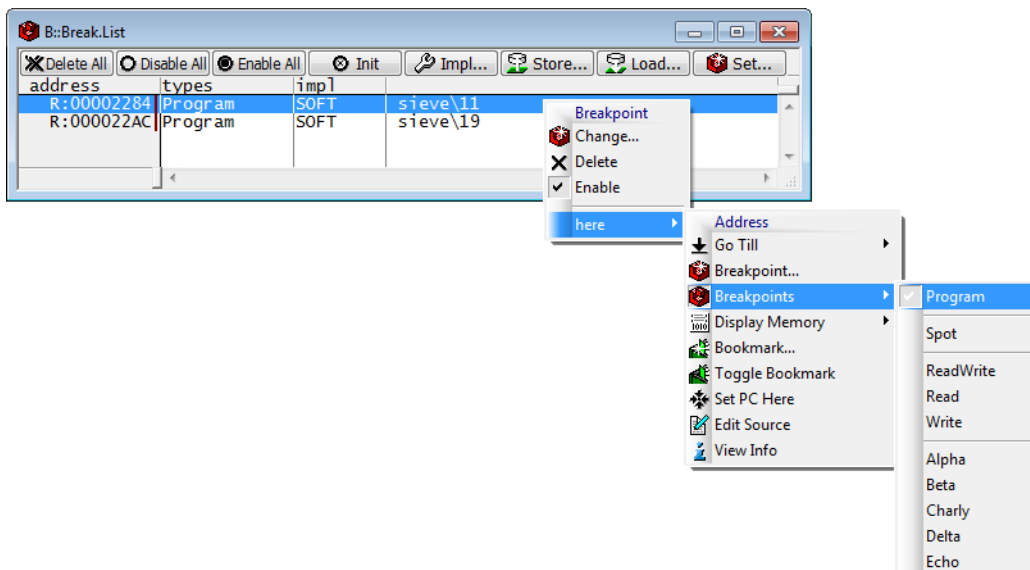 B::Break.List
Delete All Disable All Enable All Init Impl... Store... Load... Set...
address types impl
R:00002284 Program SOFT sieve\11
R:000022AC Program SOFT sieve\19
Breakpoint
Change...
Delete
Enable
here
Address
Go Till
Breakpoint...
Breakpoints
Display Memory
Bookmark...
Toggle Bookmark
Set PC Here
Edit Source
View Info
Program
Spot
ReadWrite
Read
Write
Alpha
Beta
Charly
Delta
Echo